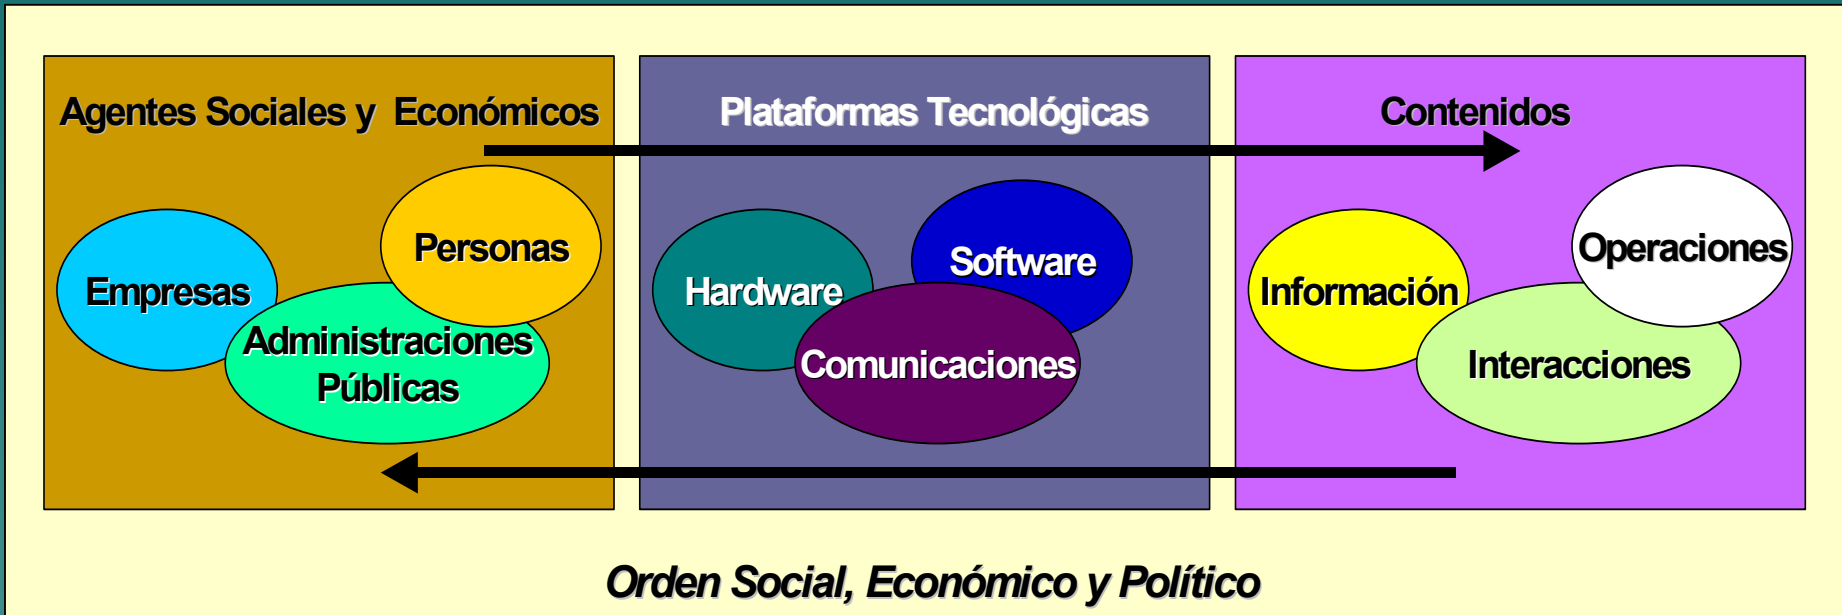 Agentes Sociales y Económicos
Empresas
Personas
Administraciones
Públicas
Plataformas Tecnológicas
Hardware
Software
Comunicaciones
Contenidos
Información
Operaciones
Interacciones
Orden Social, Económico y Político